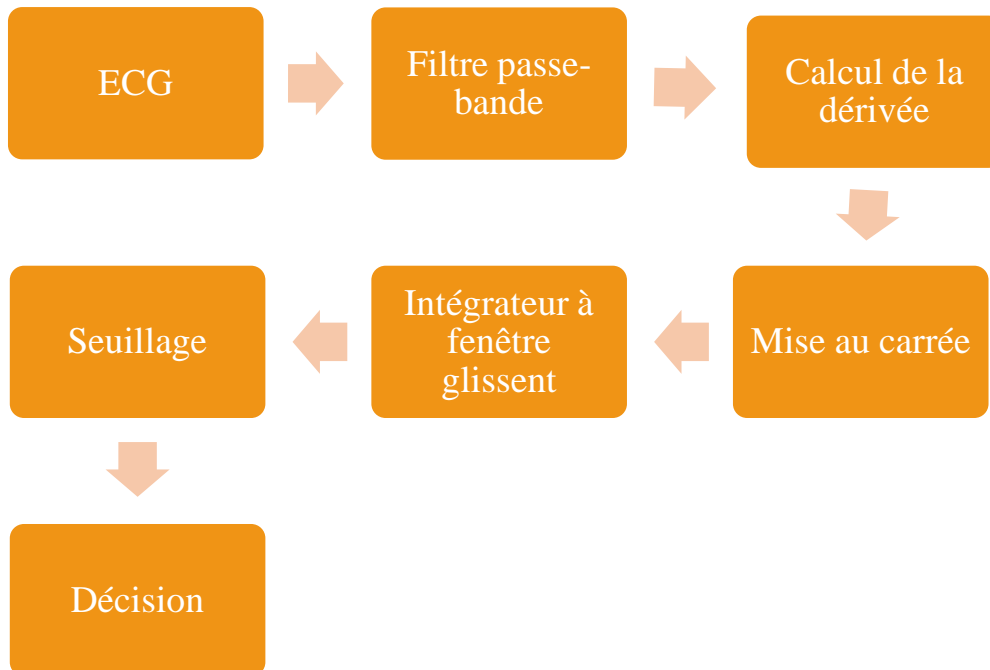 ECG
Filtre passe-
bande
Calcul de la
dérivée
Mise au carrée
Intégrateur à
fenêtre
glissent
Seuillage
Décision